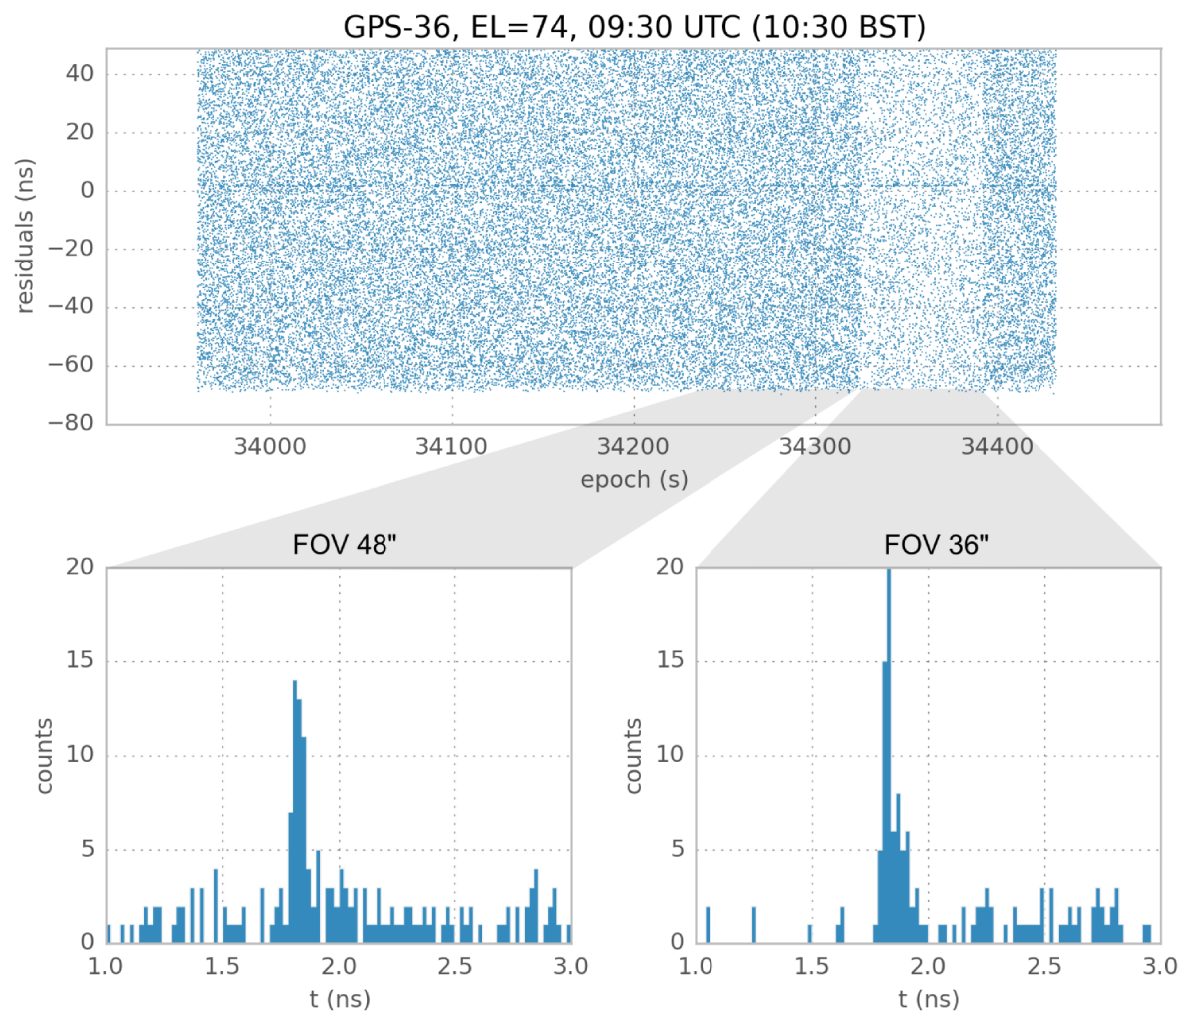 GPS-36, EL=74, 09:30 UTC (10:30 BST)
40
20
0
−20
−40
−60
−80
residuals (ns)
34000 34100 34200 34300 34400
epoch (s)
FOV 48"
20
15
10
5
0
counts
1.0 1.5 2.0 2.5 3.0
t (ns)
FOV 36"
20
15
10
5
0
counts
1.0 1.5 2.0 2.5 3.0
t (ns)